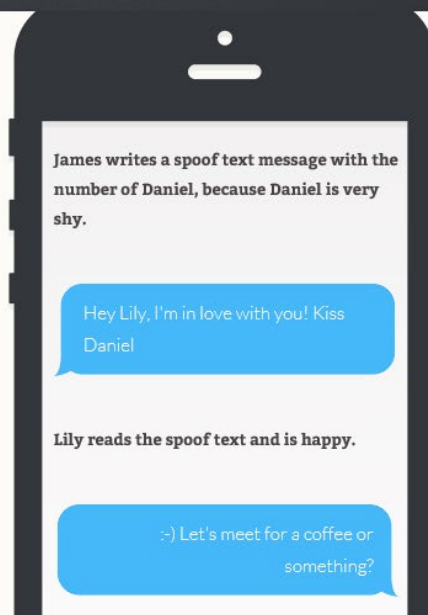 James writes a spoof text message with the
number of Daniel, because Daniel is very
shy.
Hey Lily, I'm in love with you! Kiss
Daniel
Lily reads the spoof text and is happy.
:-) Let's meet for a coffee or
something?